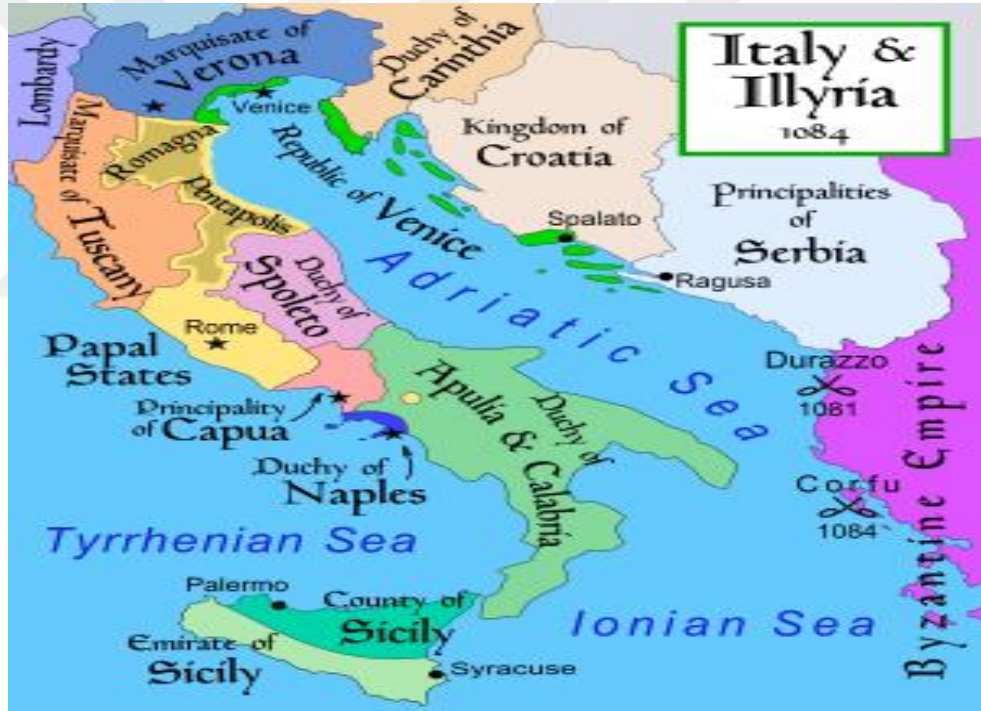 Italy &
Illyria
1084
Lombardy
Marquisate of
Verona
Duchy of
Carinthia
Venice
Kingdom of
Croatia
Romagna
Marquisate of
Tuscany
Republic of
Venice
Pentapolis
Principalities
of
Serbia
Spalato
Ragusa
Duchy of
Spoleto
Adriatic Sea
Rome
Papal
States
Durazzo
1081
Principality
of Capua
Apulia & Calabria
Duchy of
Duchy of
Naples
Corfu
1084
Byzantine Empire
Tyrrhenian Sea
Palermo
County of
Sicily
Ionian Sea
Emirate of
Sicily
Syracuse